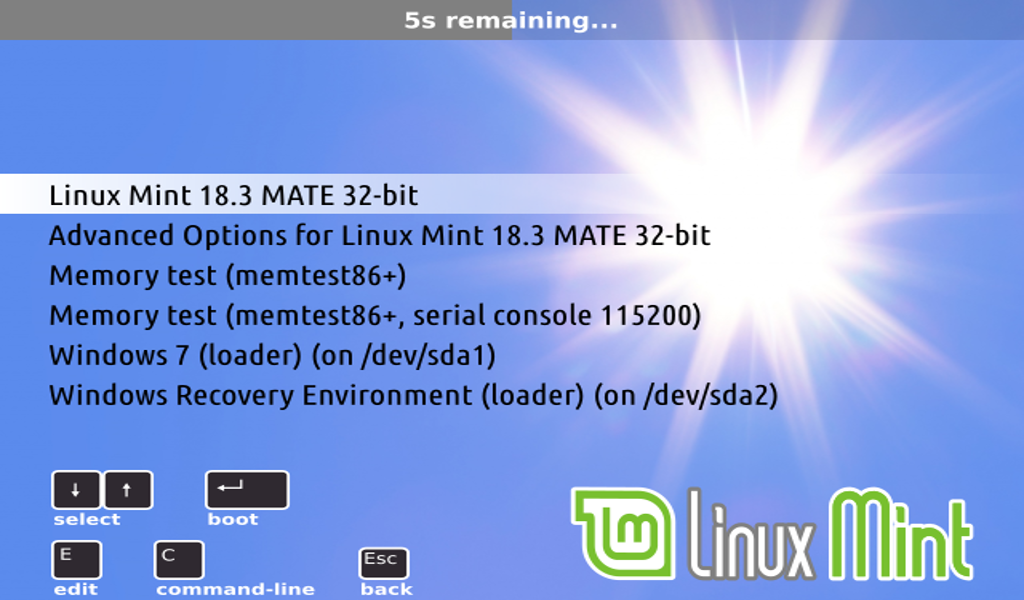 5s remaining...
Linux Mint 18.3 MATE 32-bit
Advanced Options for Linux Mint 18.3 MATE 32-bit
Memory test (memtest86+)
Memory test (memtest86+, serial console 115200)
Windows 7 (loader) (on /dev/sda1)
Windows Recovery Environment (loader) (on /dev/sda2)
↓ ↑ ↵
select boot
E C Esc
edit command-line back
lm Linux Mint